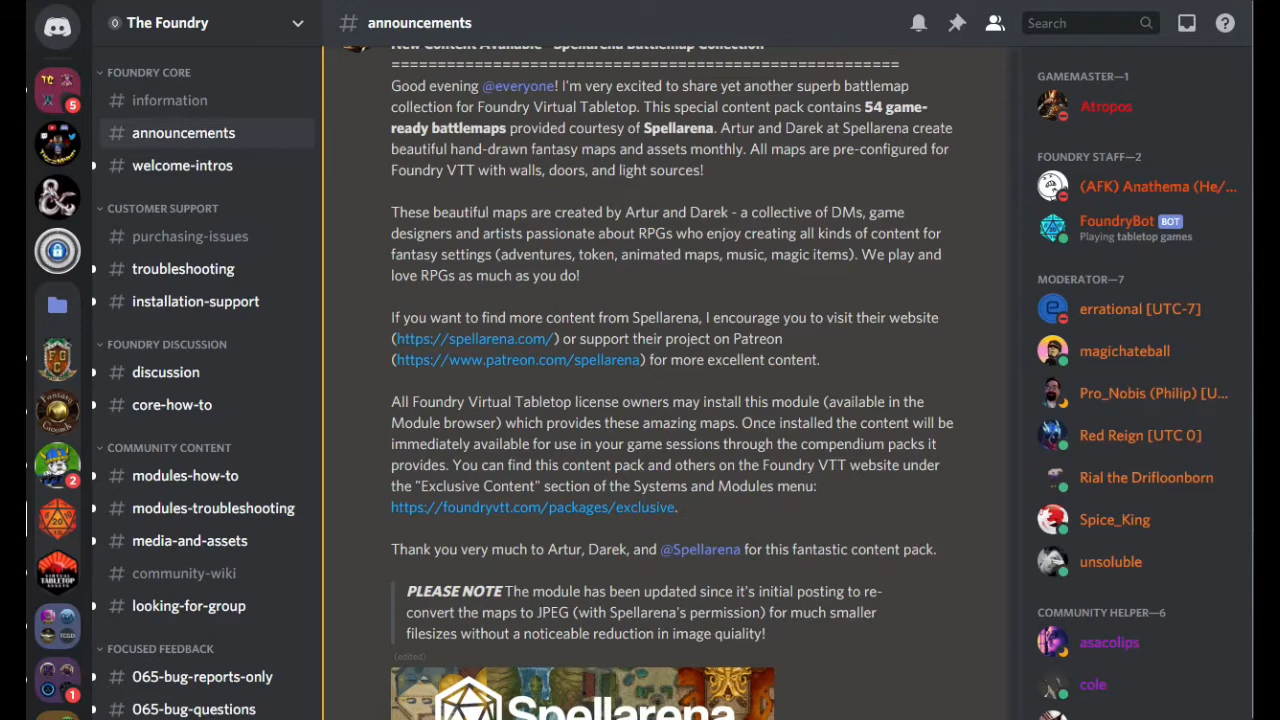 The Foundry
FOUNDRY CORE
# information
# announcements
# welcome-intros
CUSTOMER SUPPORT
# purchasing-issues
# troubleshooting
# installation-support
FOUNDRY DISCUSSION
# discussion
# core-how-to
COMMUNITY CONTENT
# modules-how-to
# modules-troubleshooting
# media-and-assets
# community-wiki
# looking-for-group
FOCUSED FEEDBACK
# 065-bug-reports-only
# 065-bug-questions
5
2
1
# announcements
Search
New Content Available - Spellarena Battlemap Collection
=======================================================
Good evening @everyone! I'm very excited to share yet another superb battlemap
collection for Foundry Virtual Tabletop. This special content pack contains 54 game-
ready battlemaps provided courtesy of Spellarena. Artur and Darek at Spellarena create
beautiful hand-drawn fantasy maps and assets monthly. All maps are pre-configured for
Foundry VTT with walls, doors, and light sources!
These beautiful maps are created by Artur and Darek - a collective of DMs, game
designers and artists passionate about RPGs who enjoy creating all kinds of content for
fantasy settings (adventures, token, animated maps, music, magic items). We play and
love RPGs as much as you do!
If you want to find more content from Spellarena, I encourage you to visit their website
(https://spellarena.com/) or support their project on Patreon
(https://www.patreon.com/spellarena) for more excellent content.
All Foundry Virtual Tabletop license owners may install this module (available in the
Module browser) which provides these amazing maps. Once installed the content will be
immediately available for use in your game sessions through the compendium packs it
provides. You can find this content pack and others on the Foundry VTT website under
the "Exclusive Content" section of the Systems and Modules menu:
https://foundryvtt.com/packages/exclusive.
Thank you very much to Artur, Darek, and @Spellarena for this fantastic content pack.
PLEASE NOTE The module has been updated since it's initial posting to re-
convert the maps to JPEG (with Spellarena's permission) for much smaller
filesizes without a noticeable reduction in image quiality!
(edited)
Spellarena
GAMEMASTER—1
Atropos
FOUNDRY STAFF—2
(AFK) Anathema (He/...
FoundryBot BOT
Playing tabletop games
MODERATOR—7
errational [UTC-7]
magichateball
Pro_Nobis (Philip) [U...
Red Reign [UTC 0]
Rial the Drifloonborn
Spice_King
unsoluble
COMMUNITY HELPER—6
asacolips
cole